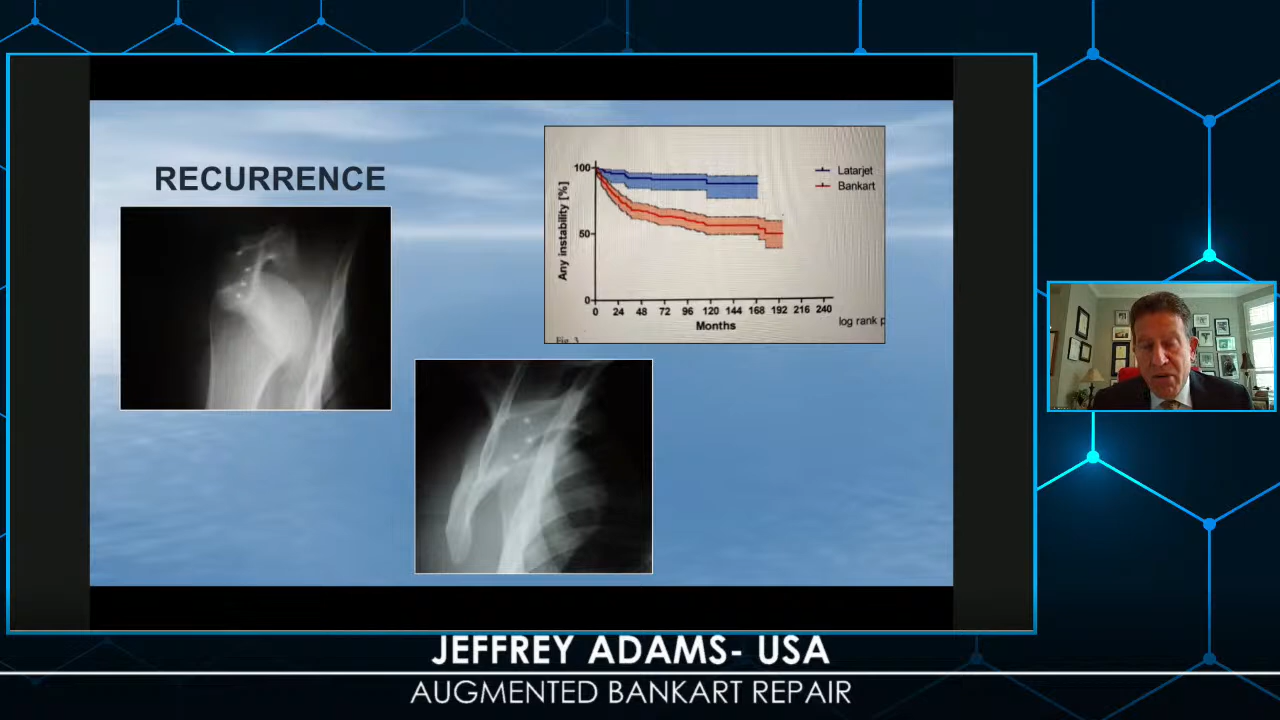 RECURRENCE
100
50
0
Any instability [%]
0 24 48 72 96 120 144 168 192 216 240
Months
Latarjet
Bankart
log rank p
Fig. 3
JEFFREY ADAMS- USA
AUGMENTED BANKART REPAIR